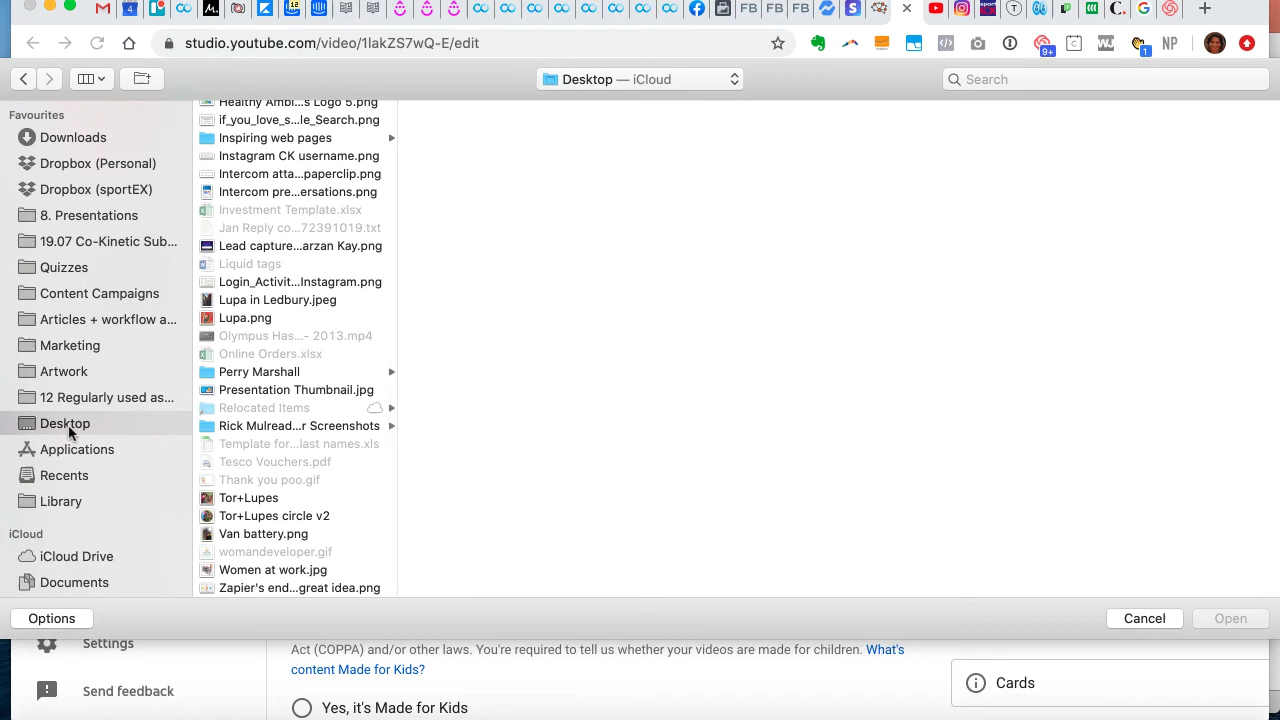 studio.youtube.com/video/1lakZS7wQ-E/edit
9+
1
NP
Desktop — iCloud
Search
Favourites
Downloads
Dropbox (Personal)
Dropbox (sportEX)
8. Presentations
19.07 Co-Kinetic Sub...
Quizzes
Content Campaigns
Articles + workflow a...
Marketing
Artwork
12 Regularly used as...
Desktop
Applications
Recents
Library
iCloud
iCloud Drive
Documents
Healthy Ambi...s Logo 5.png
if_you_love_s...le_Search.png
Inspiring web pages
Instagram CK username.png
Intercom atta...paperclip.png
Intercom pre...ersations.png
Investment Template.xlsx
Jan Reply co...72391019.txt
Lead capture...arzan Kay.png
Liquid tags
Login_Activit...Instagram.png
Lupa in Ledbury.jpeg
Lupa.png
Olympus Has...- 2013.mp4
Online Orders.xlsx
Perry Marshall
Presentation Thumbnail.jpg
Relocated Items
Rick Mulread...r Screenshots
Template for...last names.xls
Tesco Vouchers.pdf
Thank you poo.gif
Tor+Lupes
Tor+Lupes circle v2
Van battery.png
womandeveloper.gif
Women at work.jpg
Zapier's end...great idea.png
Options
Cancel
Open
Settings
Send feedback
Act (COPPA) and/or other laws. You're required to tell us whether your videos are made for children. What's
content Made for Kids?
Yes, it's Made for Kids
Cards